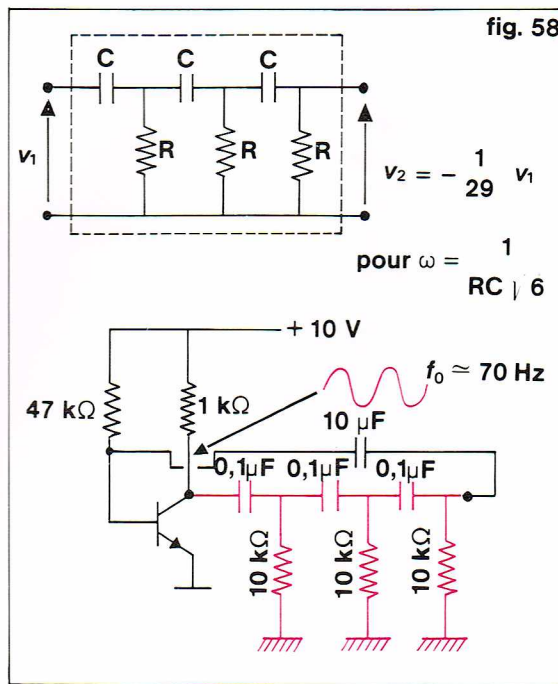 fig. 58
C C C
v₁ R R R
v₂ = - 1/29 v₁
pour ω = 1/RC√6
+ 10 V
47 kΩ 1 kΩ f₀ ≃ 70 Hz
10 µF
0,1µF 0,1µF 0,1µF
10 kΩ 10 kΩ 10 kΩ